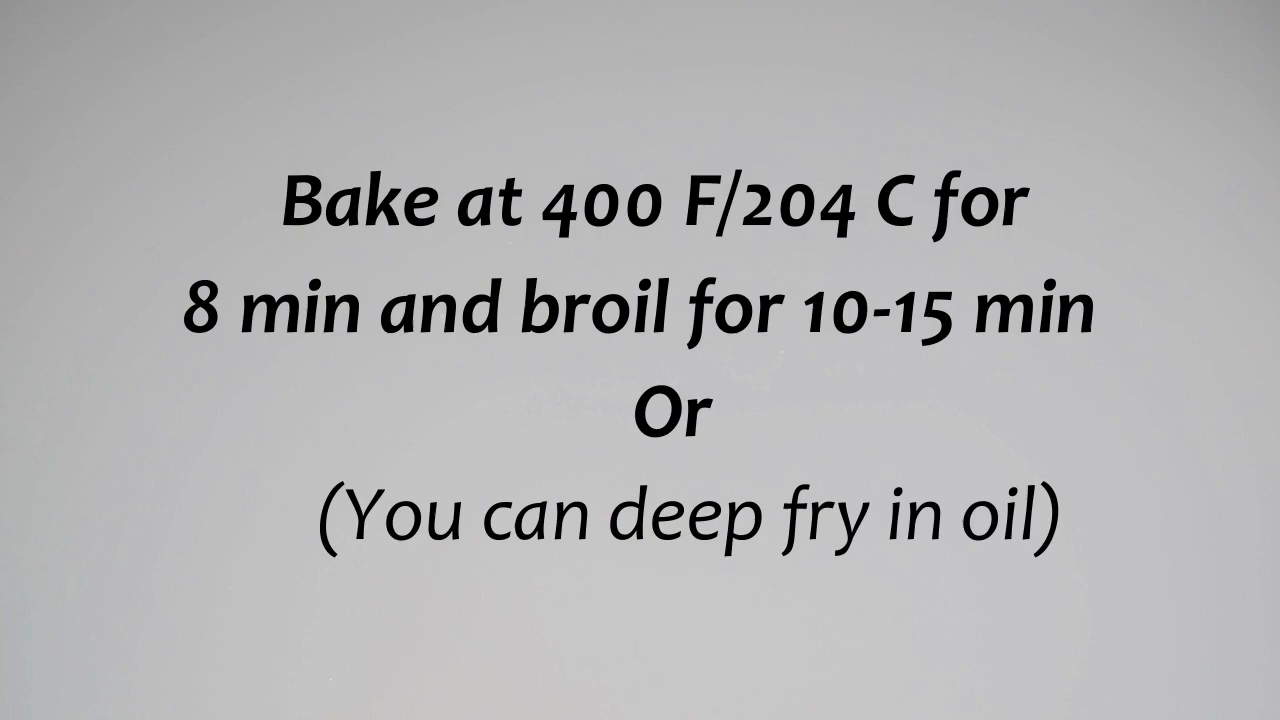 Bake at 400 F/204 C for
8 min and broil for 10-15 min
Or
(You can deep fry in oil)